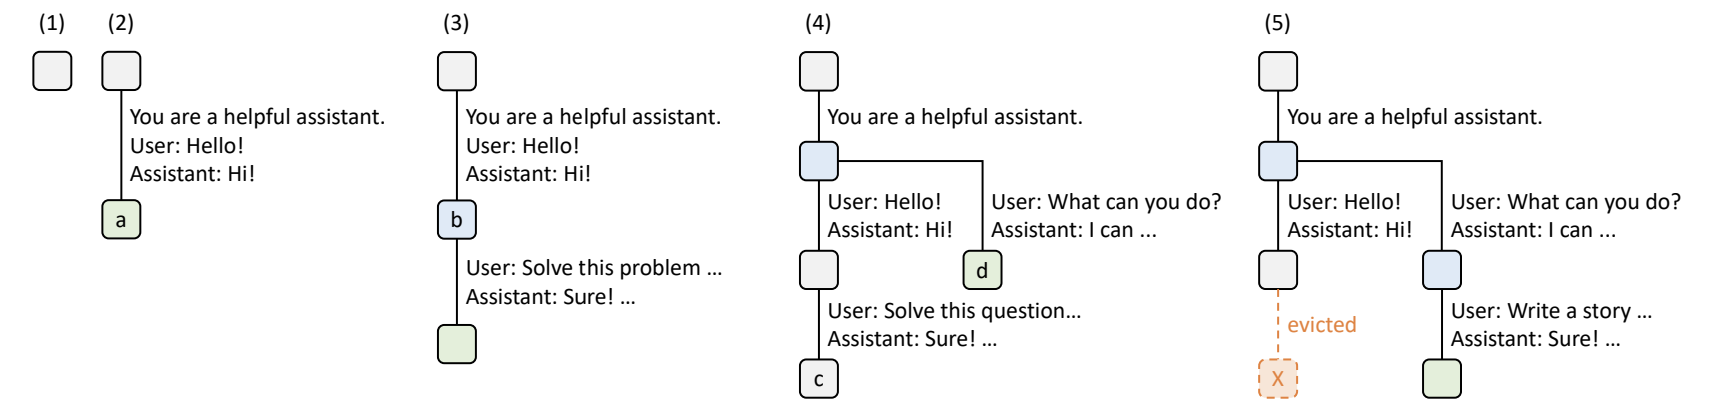 (1)
(2)
You are a helpful assistant.
User: Hello!
Assistant: Hi!
a
(3)
You are a helpful assistant.
User: Hello!
Assistant: Hi!
b
User: Solve this problem ...
Assistant: Sure! ...
(4)
You are a helpful assistant.
User: Hello!
Assistant: Hi!
User: What can you do?
Assistant: I can ...
d
User: Solve this question...
Assistant: Sure! ...
c
(5)
You are a helpful assistant.
User: Hello!
Assistant: Hi!
User: What can you do?
Assistant: I can ...
evicted
X
User: Write a story ...
Assistant: Sure! ...